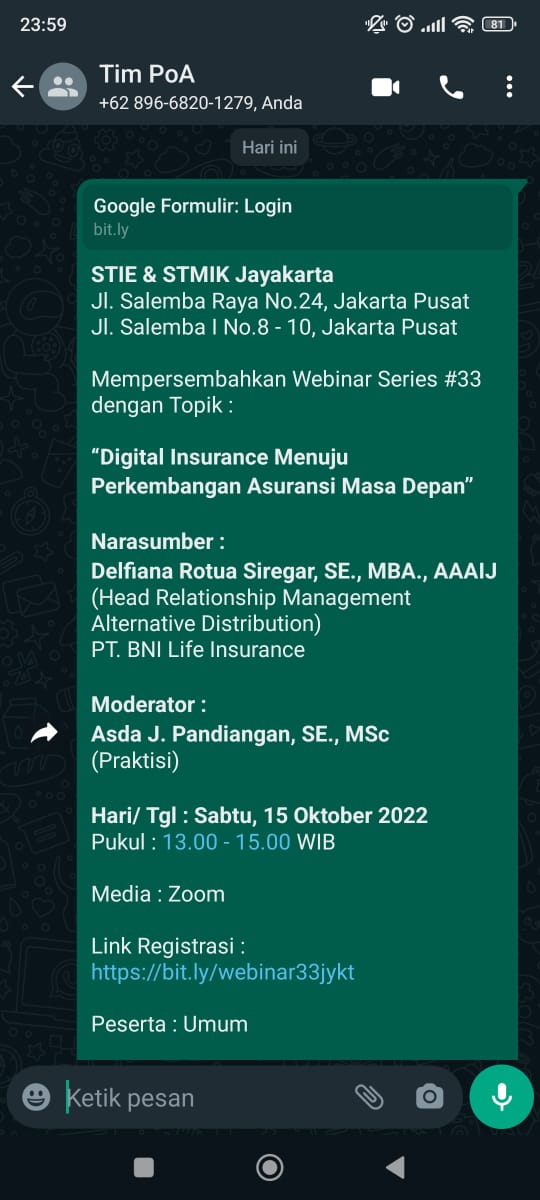 23:59
81
Tim PoA
+62 896-6820-1279, Anda
Hari ini
Google Formulir: Login
bit.ly
STIE & STMIK Jayakarta
Jl. Salemba Raya No.24, Jakarta Pusat
Jl. Salemba I No.8 - 10, Jakarta Pusat
Mempersembahkan Webinar Series #33
dengan Topik :
“Digital Insurance Menuju
Perkembangan Asuransi Masa Depan”
Narasumber :
Delfiana Rotua Siregar, SE., MBA., AAAIJ
(Head Relationship Management
Alternative Distribution)
PT. BNI Life Insurance
Moderator :
Asda J. Pandiangan, SE., MSc
(Praktisi)
Hari/ Tgl : Sabtu, 15 Oktober 2022
Pukul : 13.00 - 15.00 WIB
Media : Zoom
Link Registrasi :
https://bit.ly/webinar33jykt
Peserta : Umum
Ketik pesan